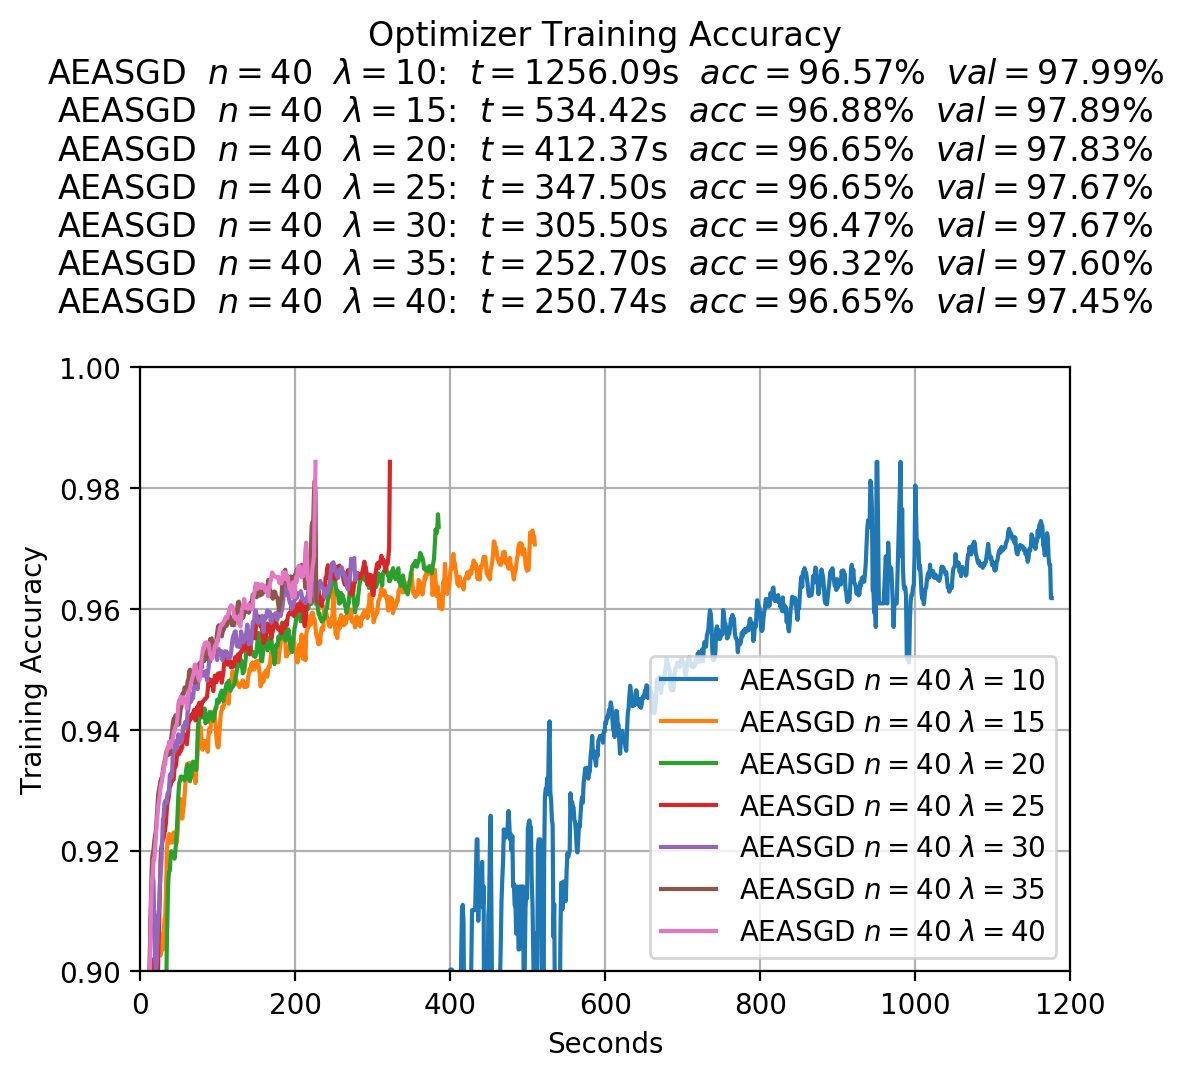 Optimizer Training Accuracy
AEASGD n = 40 λ = 10: t = 1256.09s acc = 96.57% val = 97.99%
AEASGD n = 40 λ = 15: t = 534.42s acc = 96.88% val = 97.89%
AEASGD n = 40 λ = 20: t = 412.37s acc = 96.65% val = 97.83%
AEASGD n = 40 λ = 25: t = 347.50s acc = 96.65% val = 97.67%
AEASGD n = 40 λ = 30: t = 305.50s acc = 96.47% val = 97.67%
AEASGD n = 40 λ = 35: t = 252.70s acc = 96.32% val = 97.60%
AEASGD n = 40 λ = 40: t = 250.74s acc = 96.65% val = 97.45%
1.00
0.98
0.96
0.94
0.92
0.90
Training Accuracy
AEASGD n = 40 λ = 10
AEASGD n = 40 λ = 15
AEASGD n = 40 λ = 20
AEASGD n = 40 λ = 25
AEASGD n = 40 λ = 30
AEASGD n = 40 λ = 35
AEASGD n = 40 λ = 40
0 200 400 600 800 1000 1200
Seconds